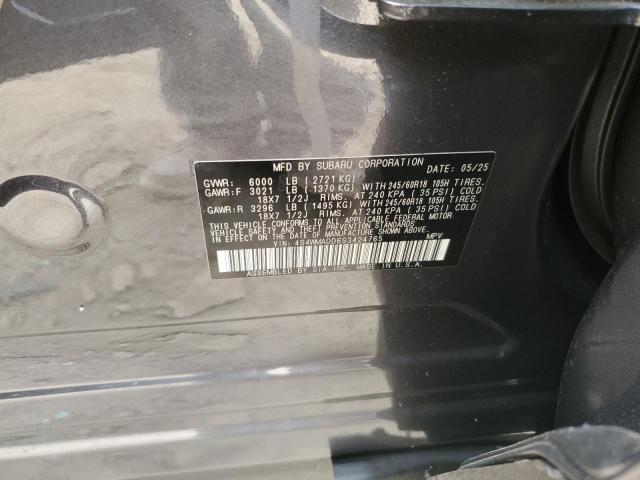 MFD BY SUBARU CORPORATION DATE: 05/25
GVWR: 6000 LB (2721 KG)
GAWR:F 3021 LB (1370 KG) WITH 245/60R18 105H TIRES.
18X7 1/2J RIMS, AT 240 KPA (35 PSI) COLD
GAWR:R 3296 LB (1495 KG) WITH 245/60R18 105H TIRES.
18X7 1/2J RIMS, AT 240 KPA (35 PSI) COLD
THIS VEHICLE CONFORMS TO ALL APPLICABLE FEDERAL MOTOR
VEHICLE SAFETY AND THEFT PREVENTION STANDARDS
IN EFFECT ON THE DATE OF MANUFACTURE SHOWN ABOVE.
VIN: 4S4WMADD6S3424765 MPV
ASSEMBLED BY SIA INC. IN U.S.A.